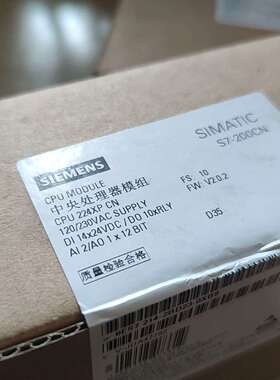 SIEMENS
SIMATIC
S7-200CN
CPU MODULE
中央处理器模组
CPU 224XP CN
120/230VAC SUPPLY
DI 14x24VDC / DO 10xRLY
AI 2/AO 1 x 12 BIT
FS: 10
FW: V2.0.2
D35
质量检验合格